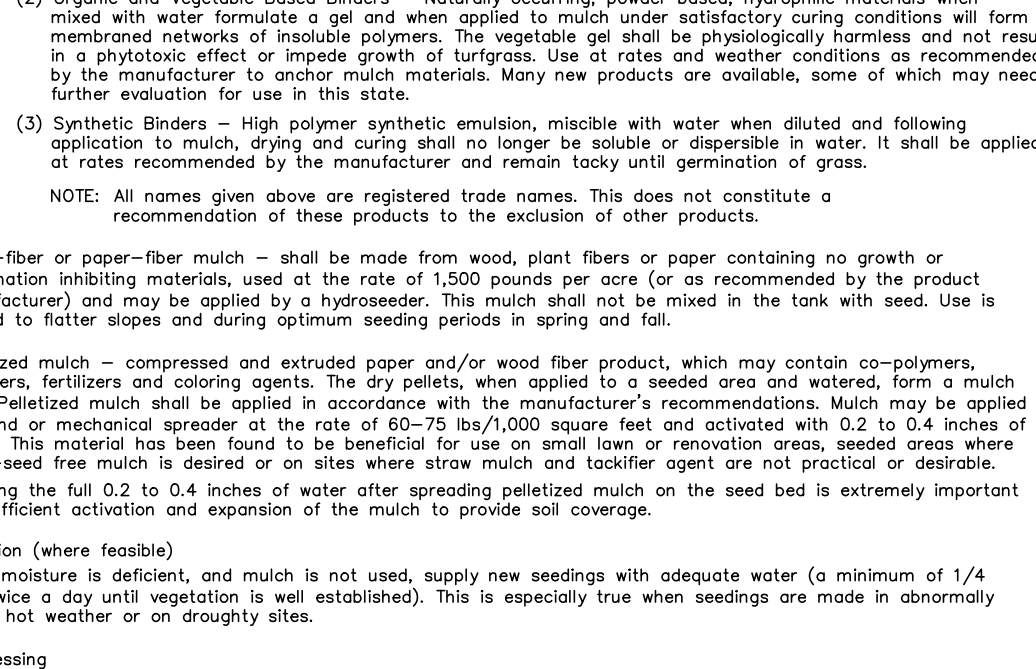 (2) Organic and Vegetable Based Binders – Naturally occurring, powder based, hydrophilic materials when
mixed with water formulate a gel and when applied to mulch under satisfactory curing conditions will form
membraned networks of insoluble polymers. The vegetable gel shall be physiologically harmless and not resu
in a phytotoxic effect or impede growth of turfgrass. Use at rates and weather conditions as recommended
by the manufacturer to anchor mulch materials. Many new products are available, some of which may need
further evaluation for use in this state.
(3) Synthetic Binders – High polymer synthetic emulsion, miscible with water when diluted and following
application to mulch, drying and curing shall no longer be soluble or dispersible in water. It shall be applied
at rates recommended by the manufacturer and remain tacky until germination of grass.
NOTE: All names given above are registered trade names. This does not constitute a
recommendation of these products to the exclusion of other products.
-fiber or paper-fiber mulch – shall be made from wood, plant fibers or paper containing no growth or
nation inhibiting materials, used at the rate of 1,500 pounds per acre (or as recommended by the product
facturer) and may be applied by a hydroseeder. This mulch shall not be mixed in the tank with seed. Use is
d to flatter slopes and during optimum seeding periods in spring and fall.
zed mulch – compressed and extruded paper and/or wood fiber product, which may contain co-polymers,
ers, fertilizers and coloring agents. The dry pellets, when applied to a seeded area and watered, form a mulch
Pelletized mulch shall be applied in accordance with the manufacturer's recommendations. Mulch may be applied
nd or mechanical spreader at the rate of 60-75 lbs/1,000 square feet and activated with 0.2 to 0.4 inches of
This material has been found to be beneficial for use on small lawn or renovation areas, seeded areas where
-seed free mulch is desired or on sites where straw mulch and tackifier agent are not practical or desirable.
ng the full 0.2 to 0.4 inches of water after spreading pelletized mulch on the seed bed is extremely important
fficient activation and expansion of the mulch to provide soil coverage.
ion (where feasible)
moisture is deficient, and mulch is not used, supply new seedings with adequate water (a minimum of 1/4
wice a day until vegetation is well established). This is especially true when seedings are made in abnormally
hot weather or on droughty sites.
essing